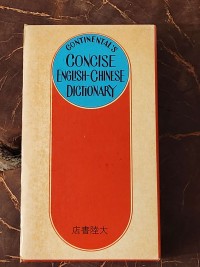 CONTINENTAL'S
CONCISE
ENGLISH-CHINESE
DICTIONARY
店書陸大